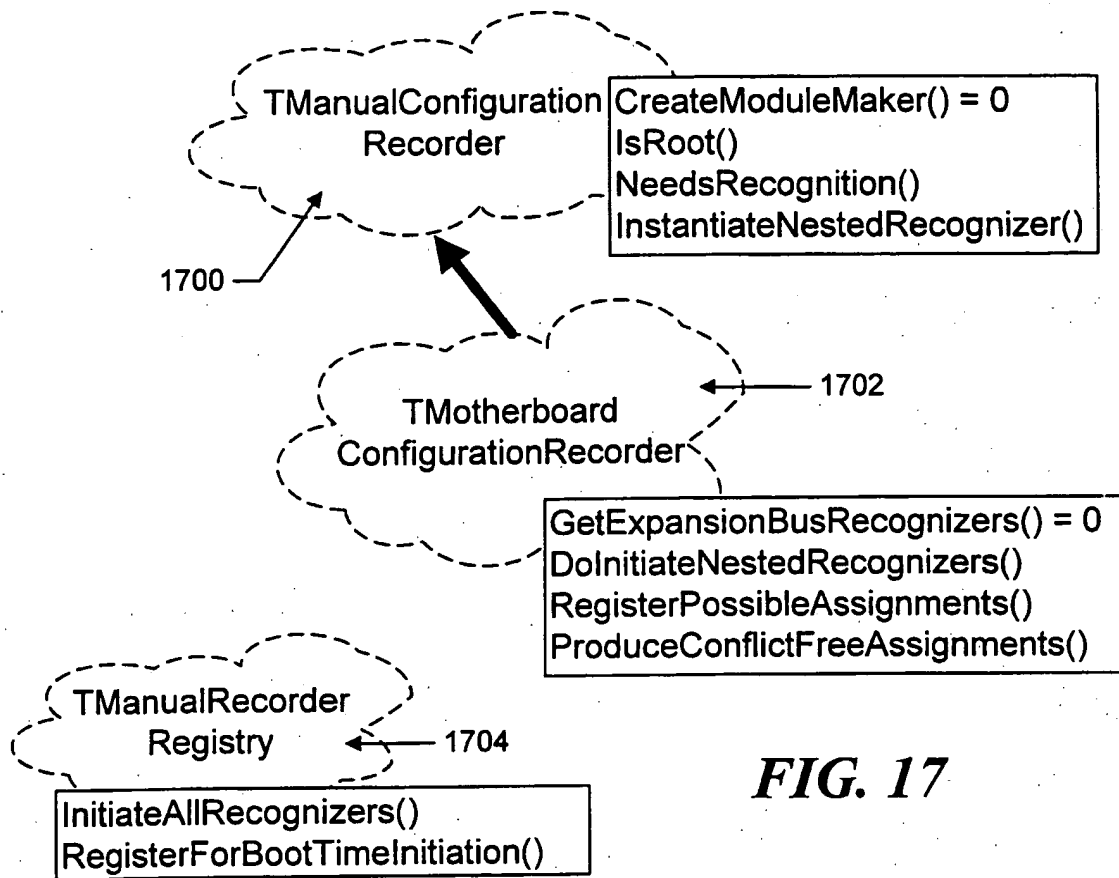 TManualConfiguration
Recorder
CreateModuleMaker() = 0
IsRoot()
NeedsRecognition()
InstantiateNestedRecognizer()
1700
1702
TMotherboard
ConfigurationRecorder
GetExpansionBusRecognizers() = 0
DoInitiateNestedRecognizers()
RegisterPossibleAssignments()
ProduceConflictFreeAssignments()
TManualRecorder
Registry
1704
InitiateAllRecognizers()
RegisterForBootTimeInitiation()
FIG. 17